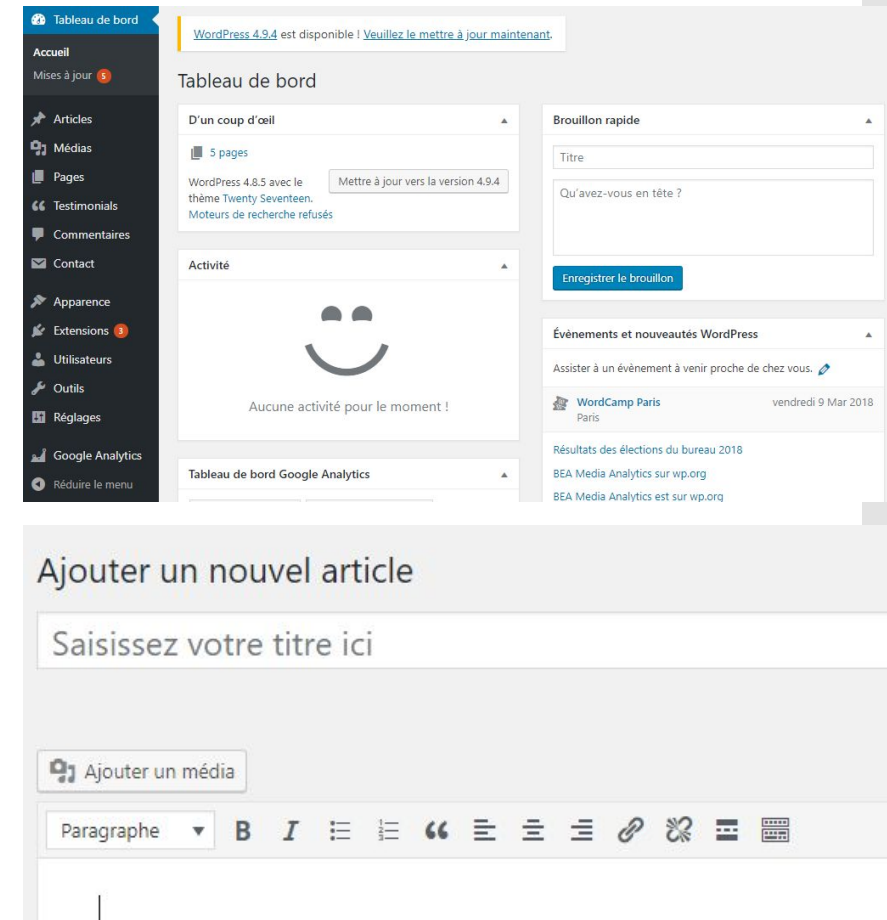 Tableau de bord
Accueil
Mises à jour 5
Articles
Médias
Pages
Testimonials
Commentaires
Contact
Apparence
Extensions 3
Utilisateurs
Outils
Réglages
Google Analytics
Réduire le menu
WordPress 4.9.4 est disponible ! Veuillez le mettre à jour maintenant.
Tableau de bord
D'un coup d'œil
5 pages
WordPress 4.8.5 avec le
thème Twenty Seventeen.
Mettre à jour vers la version 4.9.4
Moteurs de recherche refusés
Activité
Aucune activité pour le moment !
Tableau de bord Google Analytics
Brouillon rapide
Titre
Qu'avez-vous en tête ?
Enregistrer le brouillon
Évènements et nouveautés WordPress
Assister à un évènement à venir proche de chez vous.
WordCamp Paris vendredi 9 Mar 2018
Paris
Résultats des élections du bureau 2018
BEA Media Analytics sur wp.org
BEA Media Analytics est sur wp.org
Ajouter un nouvel article
Saisissez votre titre ici
Ajouter un média
Paragraphe B I